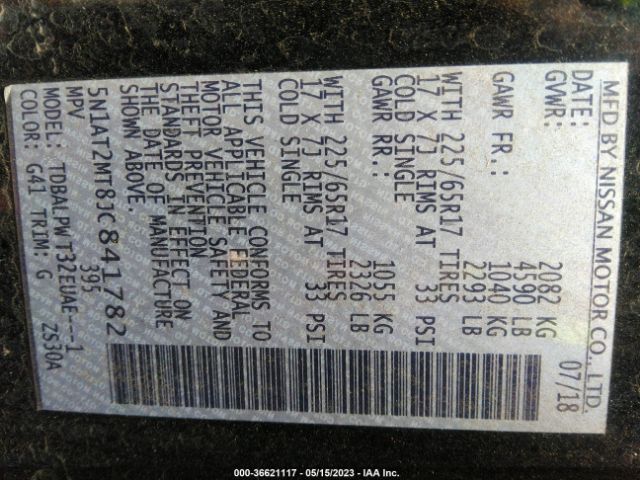 MFD BY NISSAN MOTOR CO., LTD.
DATE: 07/18
GVWR: 2082 KG
4590 LB
GAWR FR.: 1040 KG
2293 LB
WITH 225/65R17 TIRES
17 X 7J RIMS AT 33 PSI
COLD SINGLE
GAWR RR.: 1055 KG
2326 LB
WITH 225/65R17 TIRES
17 X 7J RIMS AT 33 PSI
COLD SINGLE
THIS VEHICLE CONFORMS TO
ALL APPLICABLE FEDERAL
MOTOR VEHICLE SAFETY AND
THEFT PREVENTION
STANDARDS IN EFFECT ON
THE DATE OF MANUFACTURE
SHOWN ABOVE.
5N1AT2MT83C841782
MPV 395
MODEL: TDBALPWT32EUAE---1
COLOR: G41 TRIM: G ZS30A
000-36621117 - 05/15/2023 - IAA Inc.